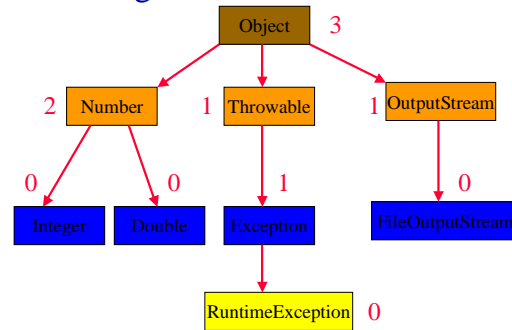 Object 3
2 Number 1 Throwable 1 OutputStream
0 0 1 0
Integer Double Exception FileOutputStream
RuntimeException 0